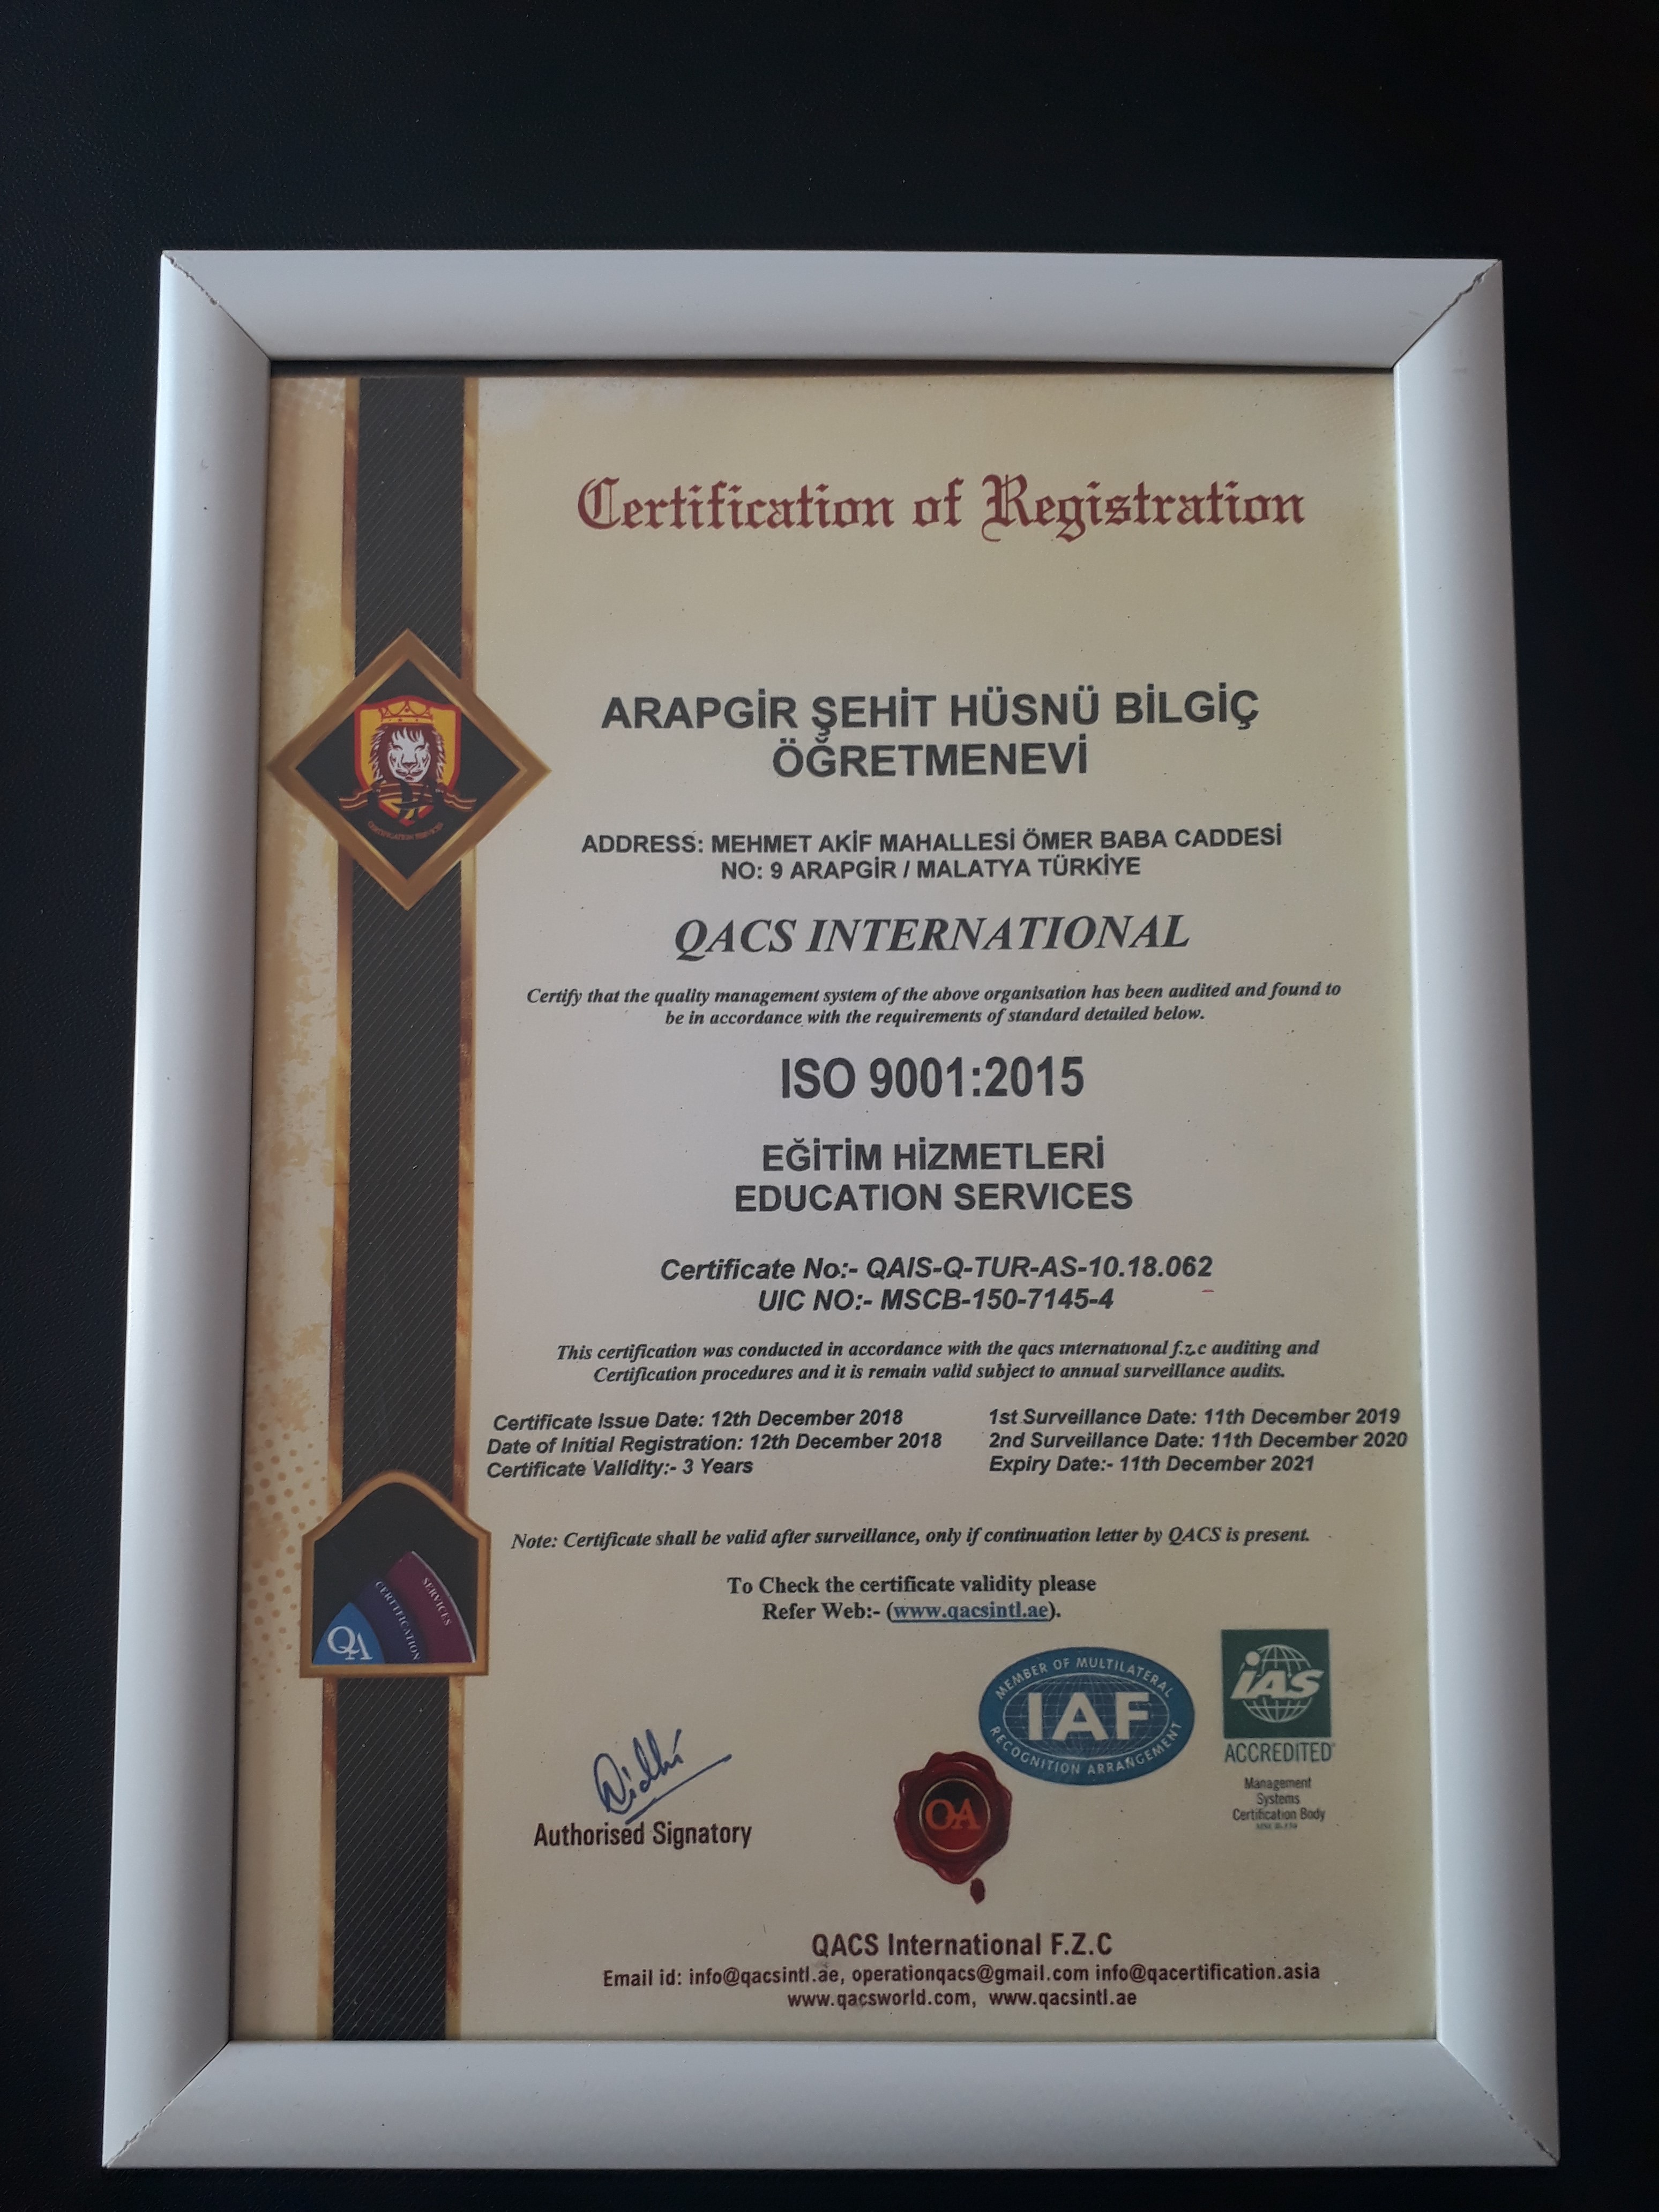 Certification of Registration
ARAPGİR ŞEHİT HÜSNÜ BİLGİÇ
ÖĞRETMENEVİ
ADDRESS: MEHMET AKİF MAHALLESİ ÖMER BABA CADDESİ
NO: 9 ARAPGİR / MALATYA TÜRKİYE
QACS INTERNATIONAL
Certify that the quality management system of the above organisation has been audited and found to
be in accordance with the requirements of standard detailed below.
ISO 9001:2015
EĞİTİM HİZMETLERİ
EDUCATION SERVICES
Certificate No:- QAIS-Q-TUR-AS-10.18.062
UIC NO:- MSCB-150-7145-4
This certification was conducted in accordance with the qacs ınternatıonal f.z.c auditing and
Certification procedures and it is remain valid subject to annual surveillance audits.
Certificate Issue Date: 12th December 2018
Date of Initial Registration: 12th December 2018
Certificate Validity:- 3 Years
1st Surveillance Date: 11th December 2019
2nd Surveillance Date: 11th December 2020
Expiry Date:- 11th December 2021
Note: Certificate shall be valid after surveillance, only if continuation letter by QACS is present.
To Check the certificate validity please
Refer Web:- (www.qacsintl.ae).
CERTIFICATION SERVICES
QA
CERTIFICATION
SERVICES
MEMBER OF MULTILATERAL
IAF
RECOGNITION ARRANGEMENT
iAS
ACCREDITED
Management
Systems
Certification Body
MSCB-150
QA
Authorised Signatory
QACS International F.Z.C
Email id: info@qacsintl.ae, operationqacs@gmail.com info@qacertification.asia
www.qacsworld.com, www.qacsintl.ae